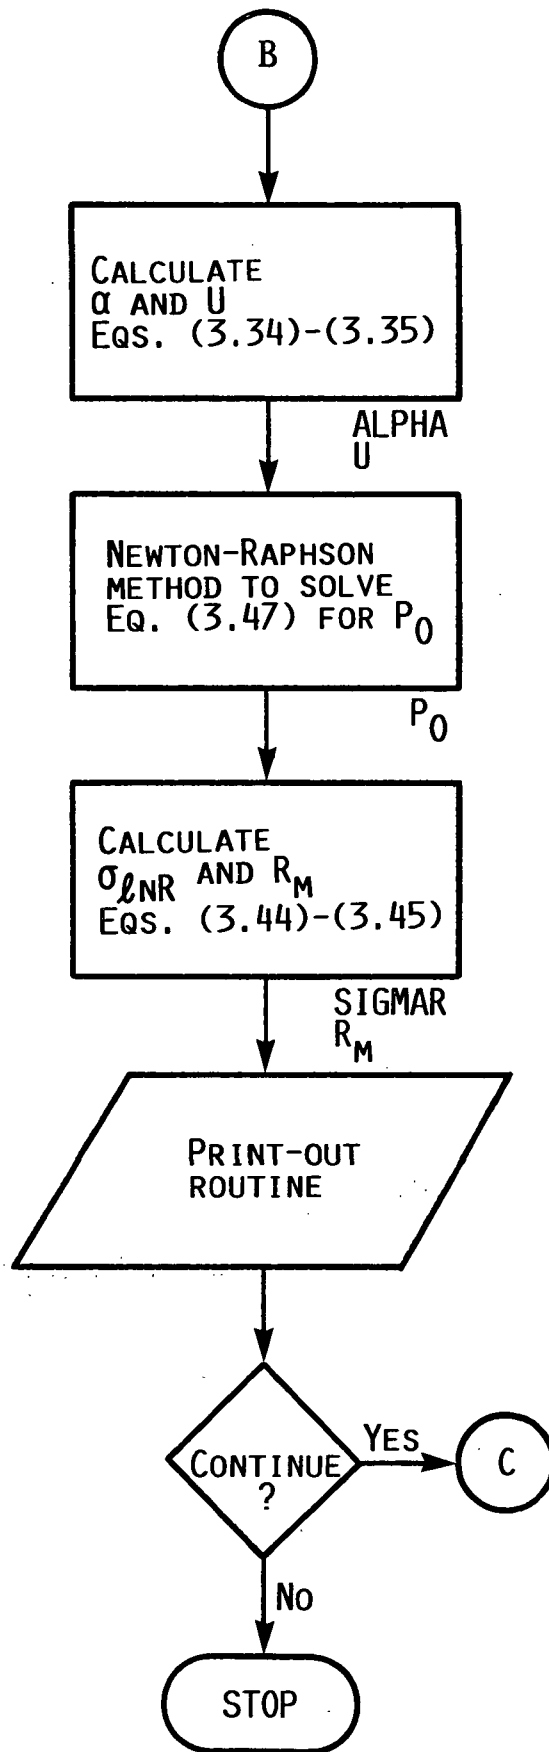 B
CALCULATE
α AND U
EQS. (3.34)-(3.35)
ALPHA
U
NEWTON-RAPHSON
METHOD TO SOLVE
EQ. (3.47) FOR P₀
P₀
CALCULATE
σℓNR AND RM
EQS. (3.44)-(3.45)
SIGMAR
RM
PRINT-OUT
ROUTINE
CONTINUE
?
YES
C
NO
STOP